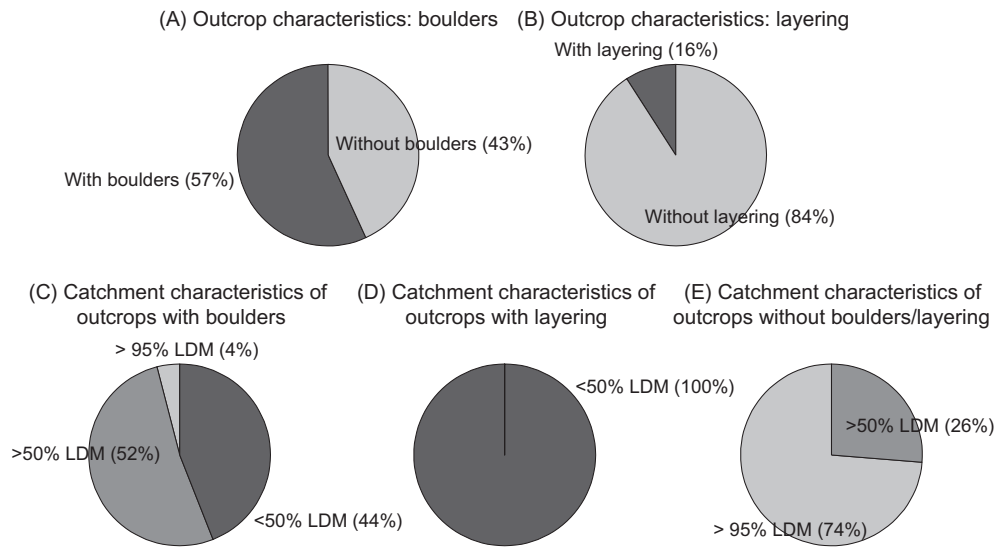 (A) Outcrop characteristics: boulders
(B) Outcrop characteristics: layering
With layering (16%)
Without boulders (43%)
With boulders (57%)
Without layering (84%)
(C) Catchment characteristics of
outcrops with boulders
(D) Catchment characteristics of
outcrops with layering
(E) Catchment characteristics of
outcrops without boulders/layering
> 95% LDM (4%)
>50% LDM (52%)
<50% LDM (44%)
<50% LDM (100%)
>50% LDM (26%)
> 95% LDM (74%)